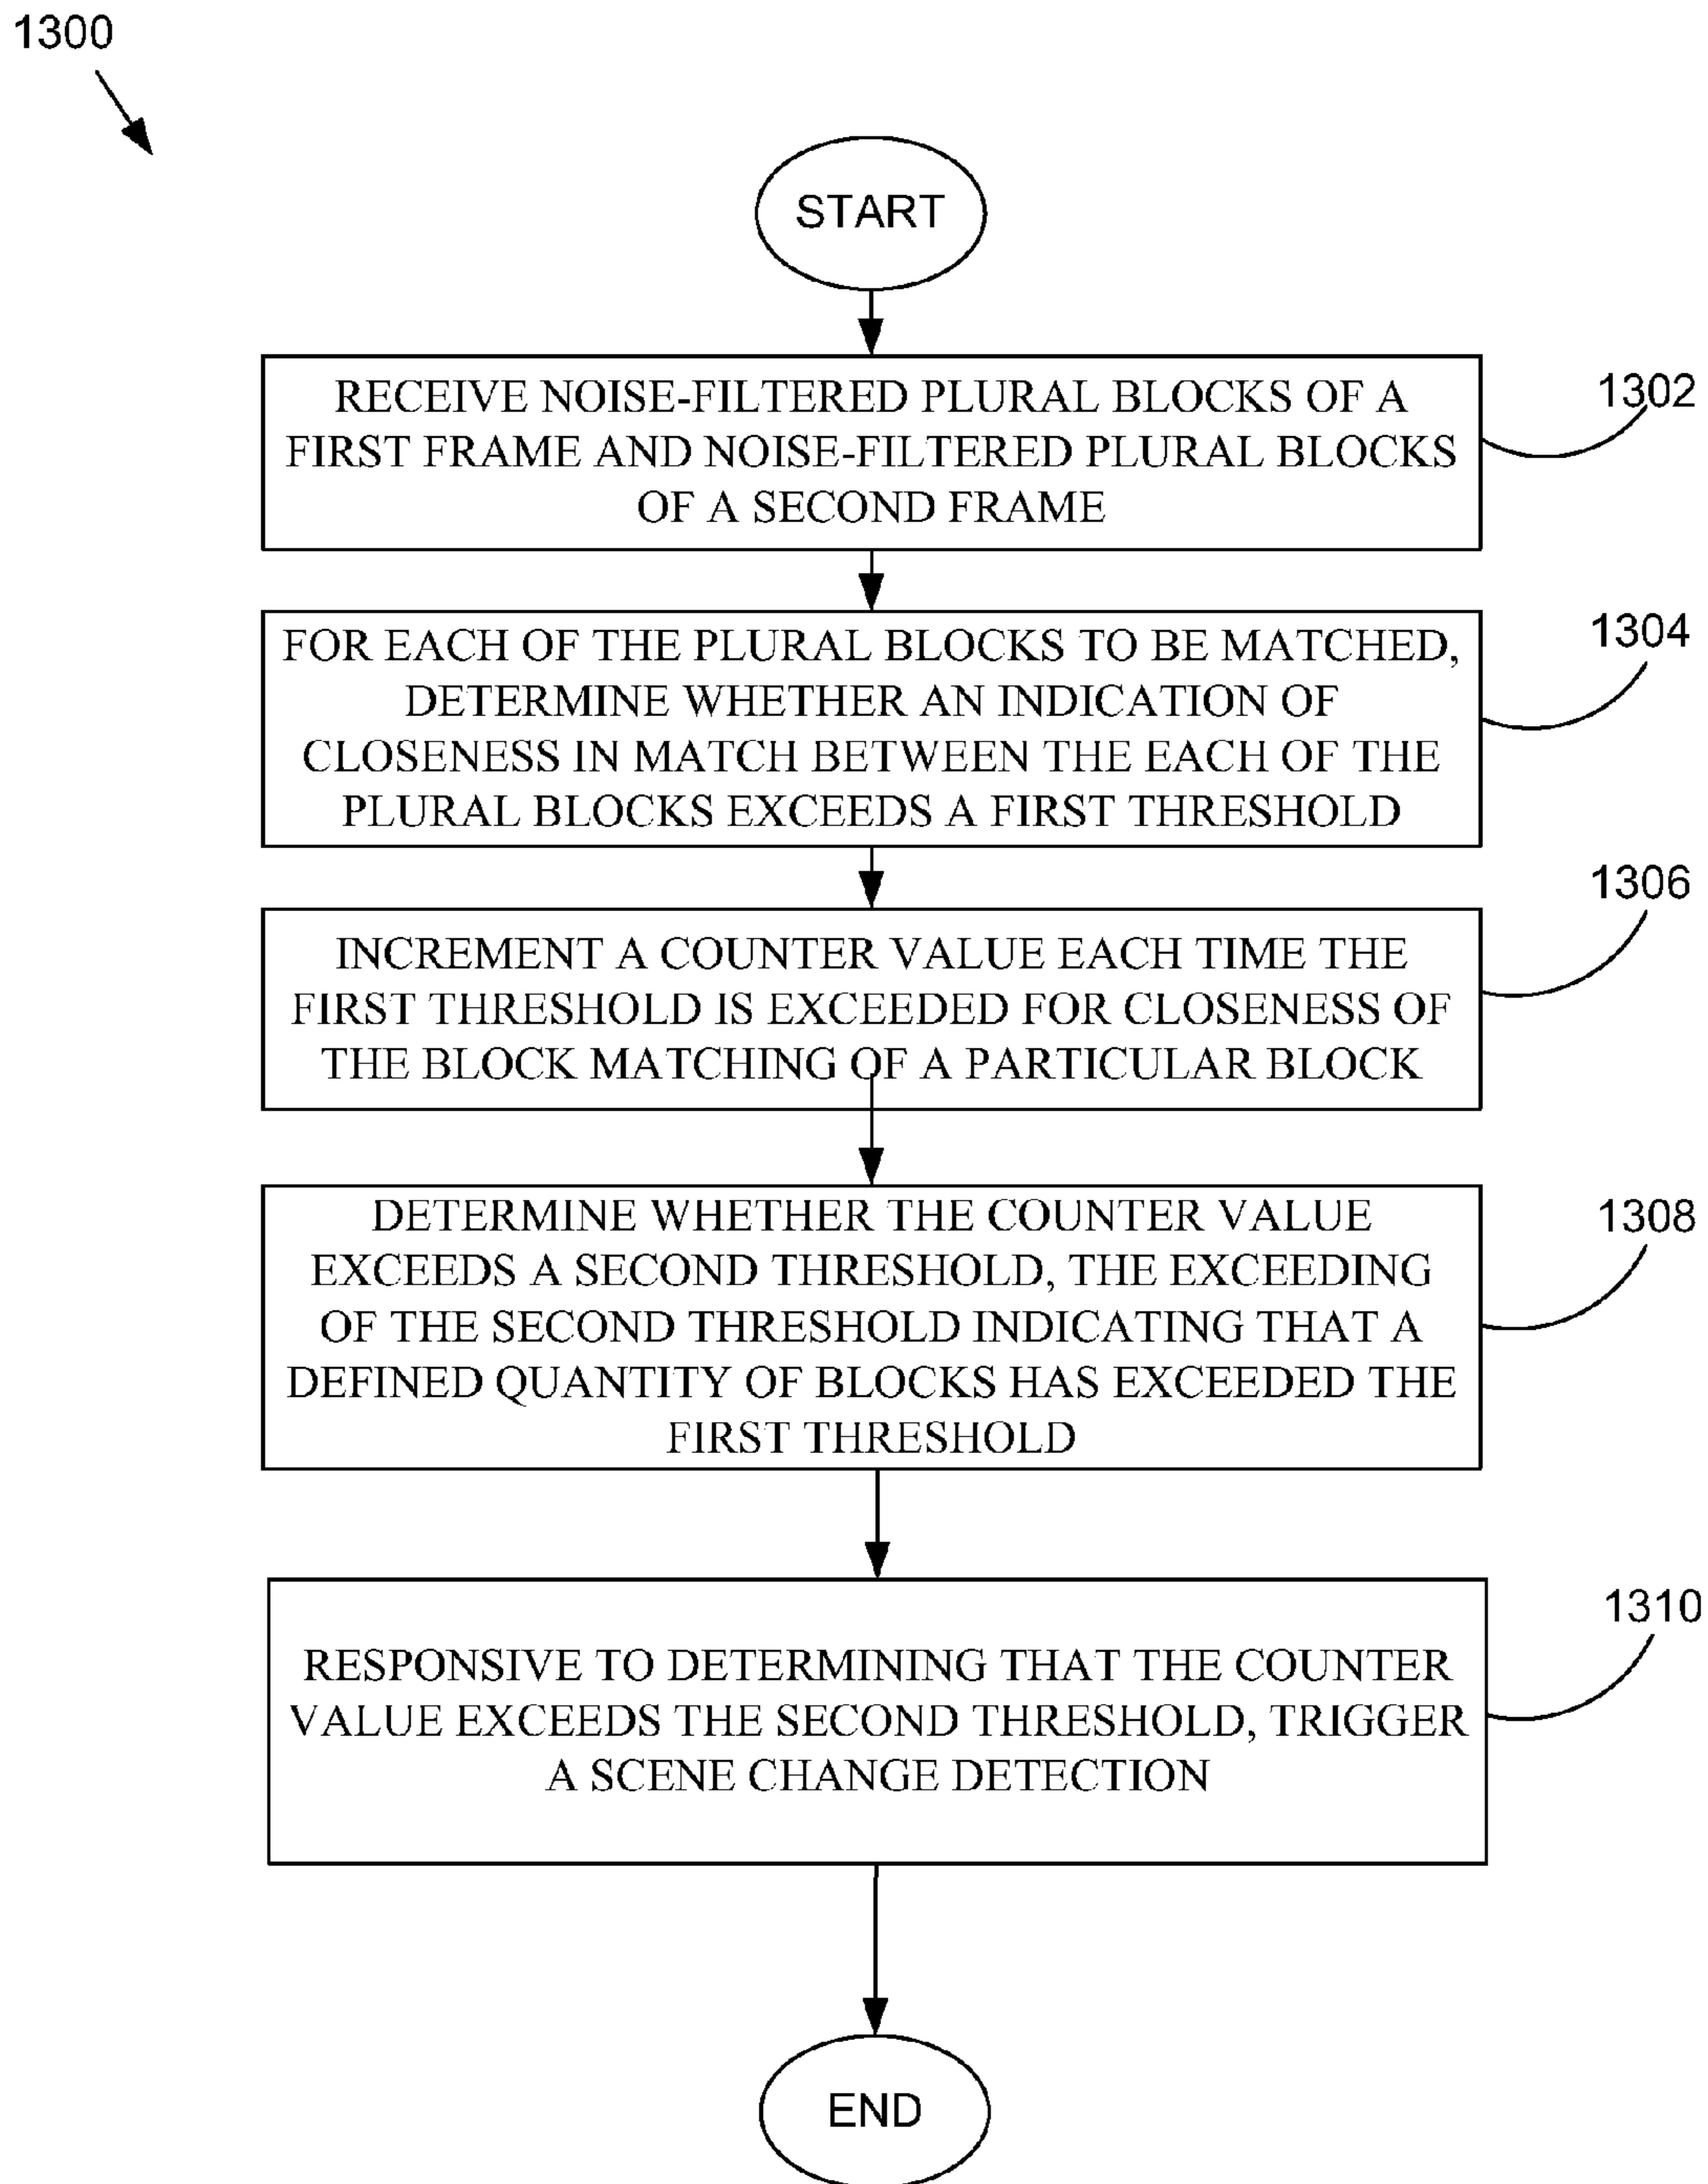 1300
START
RECEIVE NOISE-FILTERED PLURAL BLOCKS OF A
FIRST FRAME AND NOISE-FILTERED PLURAL BLOCKS
OF A SECOND FRAME
1302
FOR EACH OF THE PLURAL BLOCKS TO BE MATCHED,
DETERMINE WHETHER AN INDICATION OF
CLOSENESS IN MATCH BETWEEN THE EACH OF THE
PLURAL BLOCKS EXCEEDS A FIRST THRESHOLD
1304
INCREMENT A COUNTER VALUE EACH TIME THE
FIRST THRESHOLD IS EXCEEDED FOR CLOSENESS OF
THE BLOCK MATCHING OF A PARTICULAR BLOCK
1306
DETERMINE WHETHER THE COUNTER VALUE
EXCEEDS A SECOND THRESHOLD, THE EXCEEDING
OF THE SECOND THRESHOLD INDICATING THAT A
DEFINED QUANTITY OF BLOCKS HAS EXCEEDED THE
FIRST THRESHOLD
1308
RESPONSIVE TO DETERMINING THAT THE COUNTER
VALUE EXCEEDS THE SECOND THRESHOLD, TRIGGER
A SCENE CHANGE DETECTION
1310
END